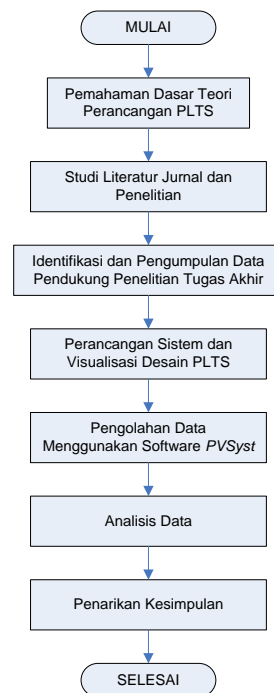 MULAI
Pemahaman Dasar Teori
Perancangan PLTS
Studi Literatur Jurnal dan
Penelitian
Identifikasi dan Pengumpulan Data
Pendukung Penelitian Tugas Akhir
Perancangan Sistem dan
Visualisasi Desain PLTS
Pengolahan Data
Menggunakan Software PVSyst
Analisis Data
Penarikan Kesimpulan
SELESAI